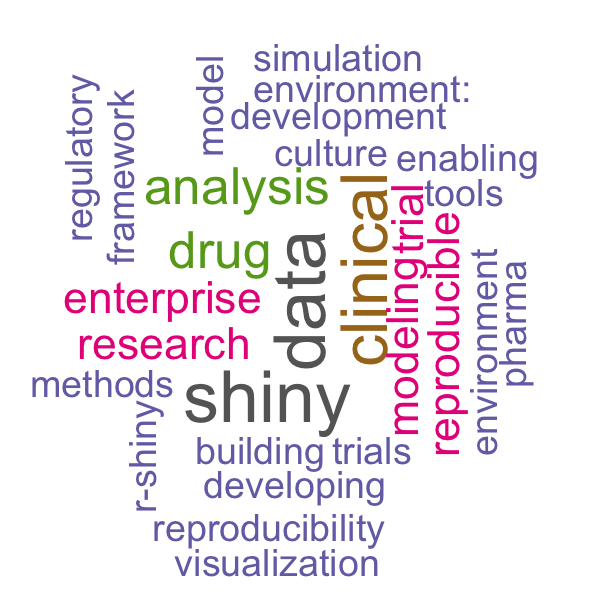 simulation
environment:
development
culture
enabling
tools
model
regulatory
framework
analysis
drug
data
clinical
trial
modeling
reproducible
enterprise
research
environment
pharma
methods
shiny
r-shiny
building
trials
developing
reproducibility
visualization